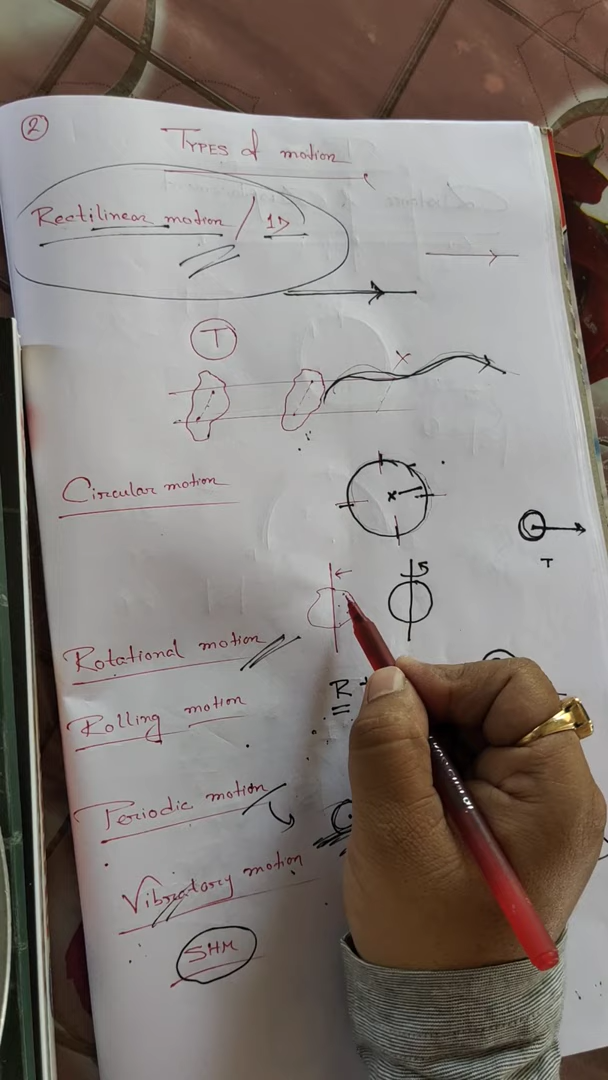 2
TYPES of motion
Rectilinear motion / 1D
T
x
Circular motion
x
T
Rotational motion
R +
Rolling motion
Periodic motion
Vibratory motion
SHM